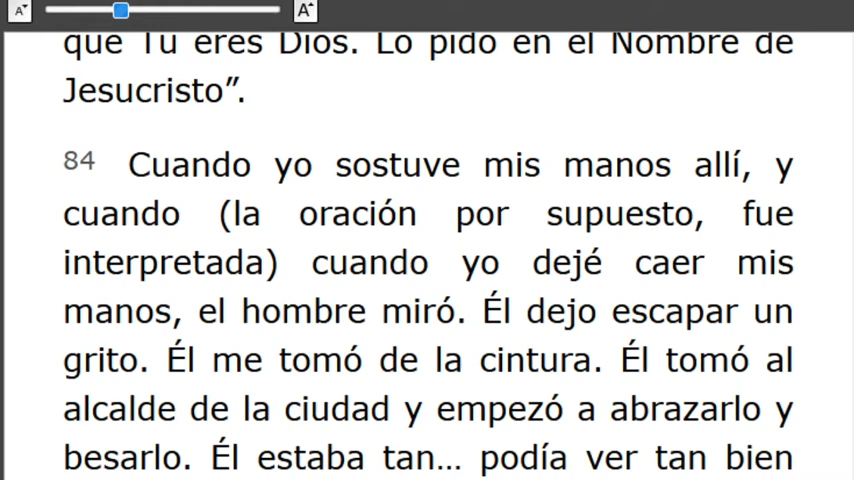 que Tú eres Dios. Lo pido en el Nombre de
Jesucristo”.
84 Cuando yo sostuve mis manos allí, y
cuando (la oración por supuesto, fue
interpretada) cuando yo dejé caer mis
manos, el hombre miró. Él dejo escapar un
grito. Él me tomó de la cintura. Él tomó al
alcalde de la ciudad y empezó a abrazarlo y
besarlo. Él estaba tan... podía ver tan bien